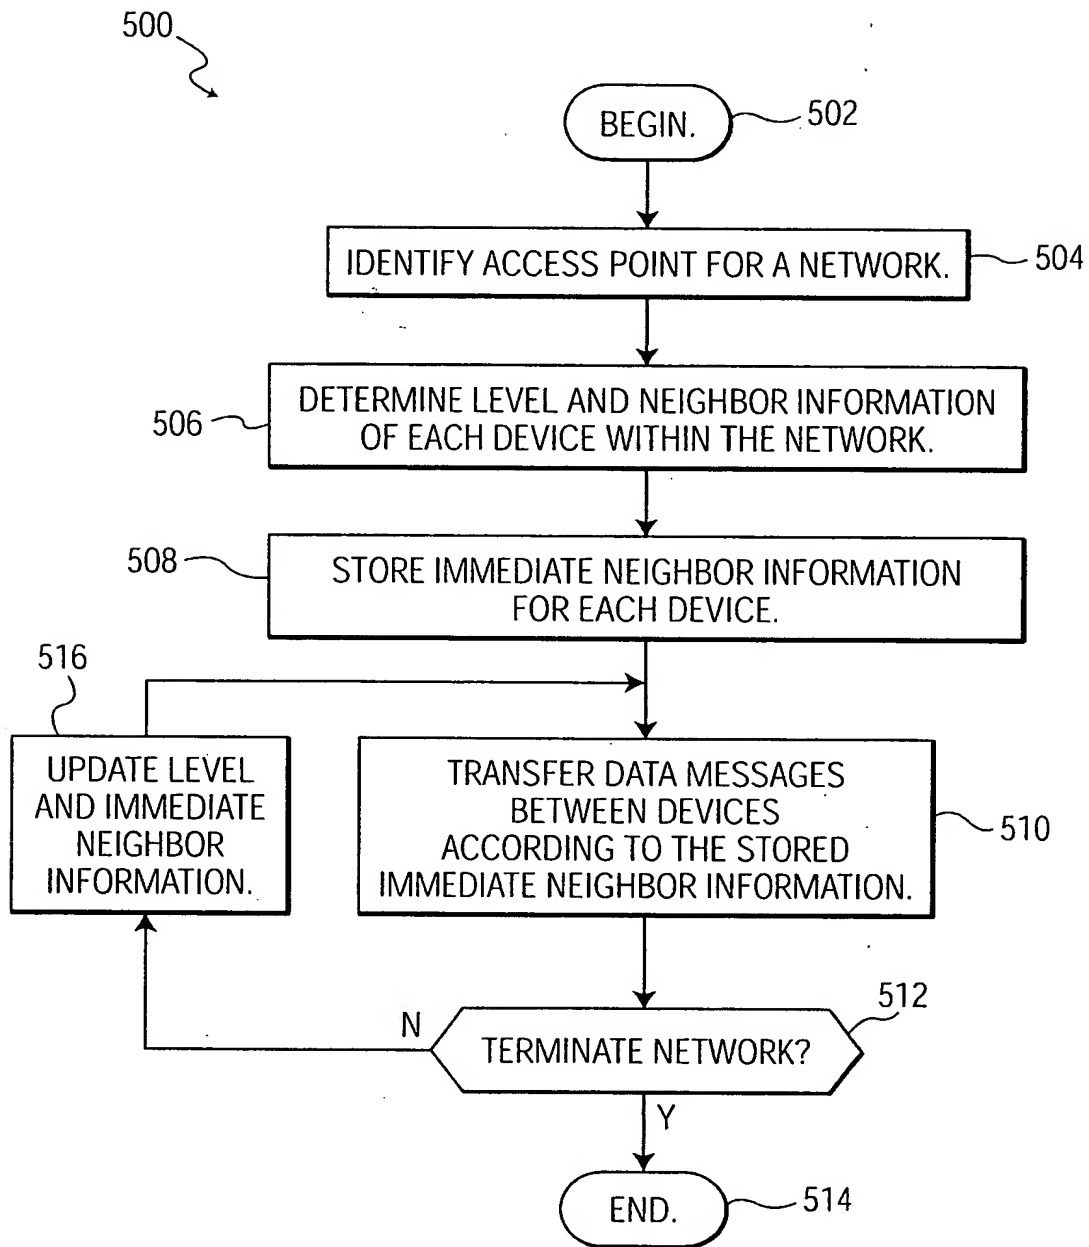 500
BEGIN.
502
IDENTIFY ACCESS POINT FOR A NETWORK.
504
DETERMINE LEVEL AND NEIGHBOR INFORMATION
OF EACH DEVICE WITHIN THE NETWORK.
506
508
STORE IMMEDIATE NEIGHBOR INFORMATION
FOR EACH DEVICE.
516
UPDATE LEVEL
AND IMMEDIATE
NEIGHBOR
INFORMATION.
TRANSFER DATA MESSAGES
BETWEEN DEVICES
ACCORDING TO THE STORED
IMMEDIATE NEIGHBOR INFORMATION.
510
512
N
TERMINATE NETWORK?
Y
END.
514